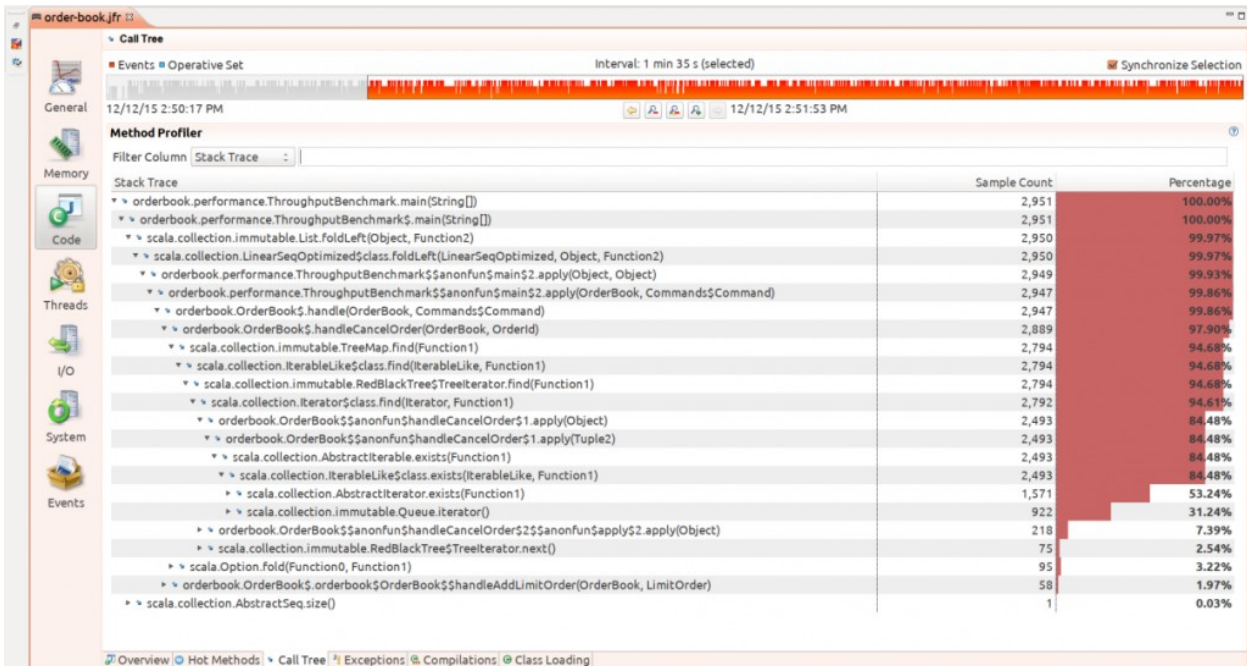 order-book.jfr
Call Tree
Events Operative Set Interval: 1 min 35 s (selected) Synchronize Selection
12/12/15 2:50:17 PM 12/12/15 2:51:53 PM
General
Memory
Code
Threads
I/O
System
Events
Method Profiler
Filter Column Stack Trace
Stack Trace Sample Count Percentage
orderbook.performance.ThroughputBenchmark.main(String[]) 2,951 100.00%
orderbook.performance.ThroughputBenchmark$.main(String[]) 2,951 100.00%
scala.collection.immutable.List.foldLeft(Object, Function2) 2,950 99.97%
scala.collection.LinearSeqOptimized$class.foldLeft(LinearSeqOptimized, Object, Function2) 2,950 99.97%
orderbook.performance.ThroughputBenchmark$$anonfun$main$2.apply(Object, Object) 2,949 99.93%
orderbook.performance.ThroughputBenchmark$$anonfun$main$2.apply(OrderBook, Commands$Command) 2,947 99.86%
orderbook.OrderBook$.handle(OrderBook, Commands$Command) 2,947 99.86%
orderbook.OrderBook$.handleCancelOrder(OrderBook, OrderId) 2,889 97.90%
scala.collection.immutable.TreeMap.find(Function1) 2,794 94.68%
scala.collection.IterableLike$class.find(IterableLike, Function1) 2,794 94.68%
scala.collection.immutable.RedBlackTree$TreeIterator.find(Function1) 2,794 94.68%
scala.collection.Iterator$class.find(Iterator, Function1) 2,792 94.61%
orderbook.OrderBook$$anonfun$handleCancelOrder$1.apply(Object) 2,493 84.48%
orderbook.OrderBook$$anonfun$handleCancelOrder$1.apply(Tuple2) 2,493 84.48%
scala.collection.AbstractIterable.exists(Function1) 2,493 84.48%
scala.collection.IterableLike$class.exists(IterableLike, Function1) 2,493 84.48%
scala.collection.AbstractIterator.exists(Function1) 1,571 53.24%
scala.collection.immutable.Queue.iterator() 922 31.24%
orderbook.OrderBook$$anonfun$handleCancelOrder$2$$anonfun$apply$2.apply(Object) 218 7.39%
scala.collection.immutable.RedBlackTree$TreeIterator.next() 75 2.54%
scala.Option.fold(Function0, Function1) 95 3.22%
orderbook.OrderBook$.orderbook$OrderBook$$handleAddLimitOrder(OrderBook, LimitOrder) 58 1.97%
scala.collection.AbstractSeq.size() 1 0.03%
Overview Hot Methods Call Tree Exceptions Compilations Class Loading